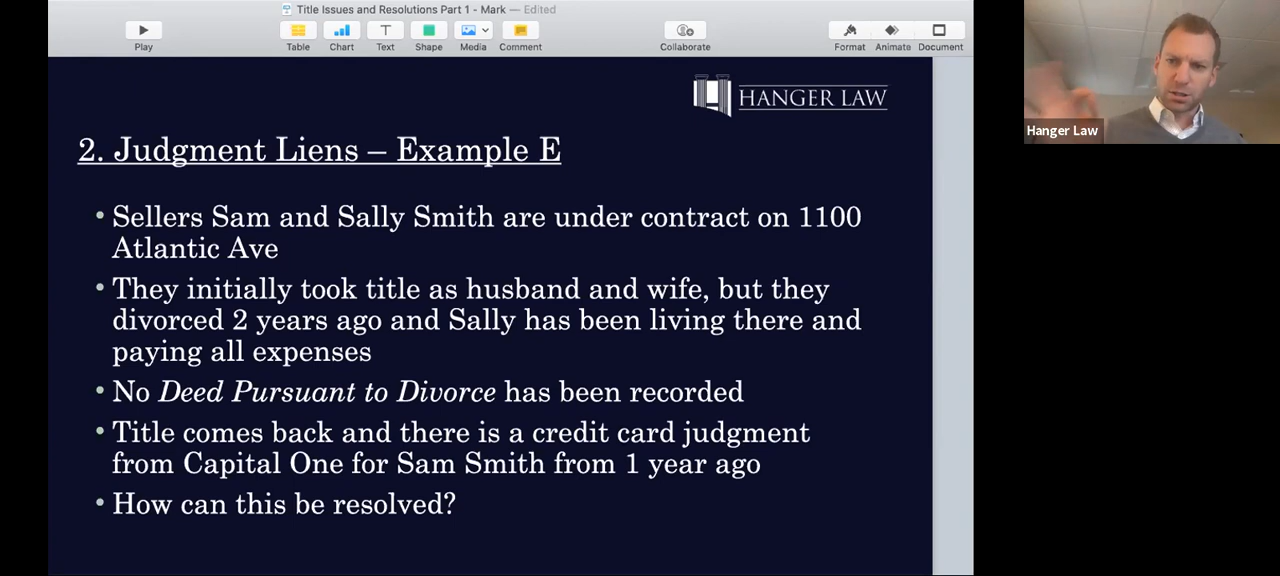 Title Issues and Resolutions Part 1 - Mark — Edited
Play
Table
Chart
Text
Shape
Media
Comment
Collaborate
Format
Animate
Document
HANGER LAW
2. Judgment Liens – Example E
• Sellers Sam and Sally Smith are under contract on 1100
Atlantic Ave
• They initially took title as husband and wife, but they
divorced 2 years ago and Sally has been living there and
paying all expenses
• No Deed Pursuant to Divorce has been recorded
• Title comes back and there is a credit card judgment
from Capital One for Sam Smith from 1 year ago
• How can this be resolved?
Hanger Law